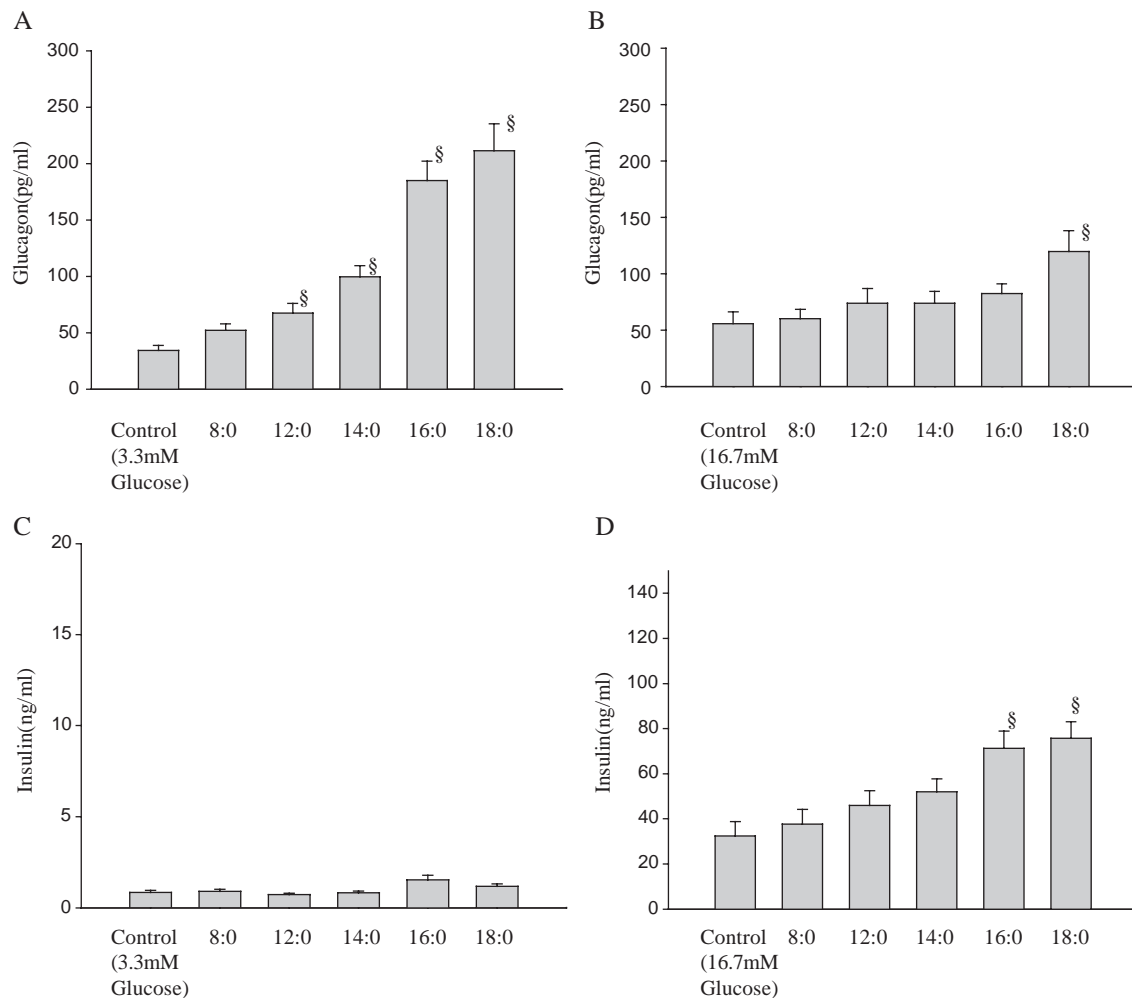 A
300
250
200
150
100
50
0
Glucagon(pg/ml)
§
§
§
§
Control 8:0 12:0 14:0 16:0 18:0
(3.3mM
Glucose)
B
300
250
200
150
100
50
0
Glucagon(pg/ml)
§
Control 8:0 12:0 14:0 16:0 18:0
(16.7mM
Glucose)
C
20
15
10
5
0
Insulin(ng/ml)
Control 8:0 12:0 14:0 16:0 18:0
(3.3mM
Glucose)
D
140
120
100
80
60
40
20
0
Insulin(ng/ml)
§
§
Control 8:0 12:0 14:0 16:0 18:0
(16.7mM
Glucose)